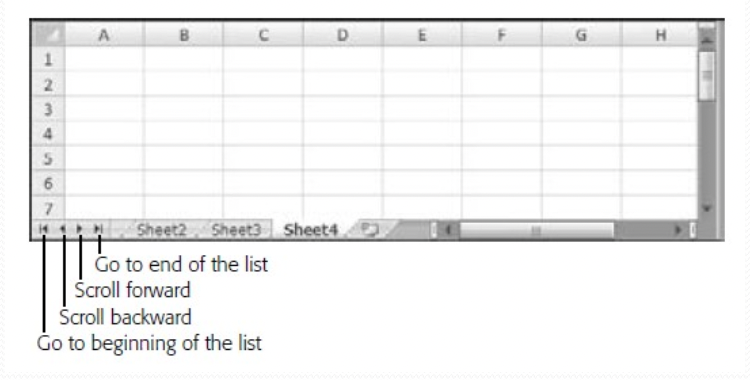 A B C D E F G H
1
2
3
4
5
6
7
Sheet2 Sheet3 Sheet4
Go to end of the list
Scroll forward
Scroll backward
Go to beginning of the list